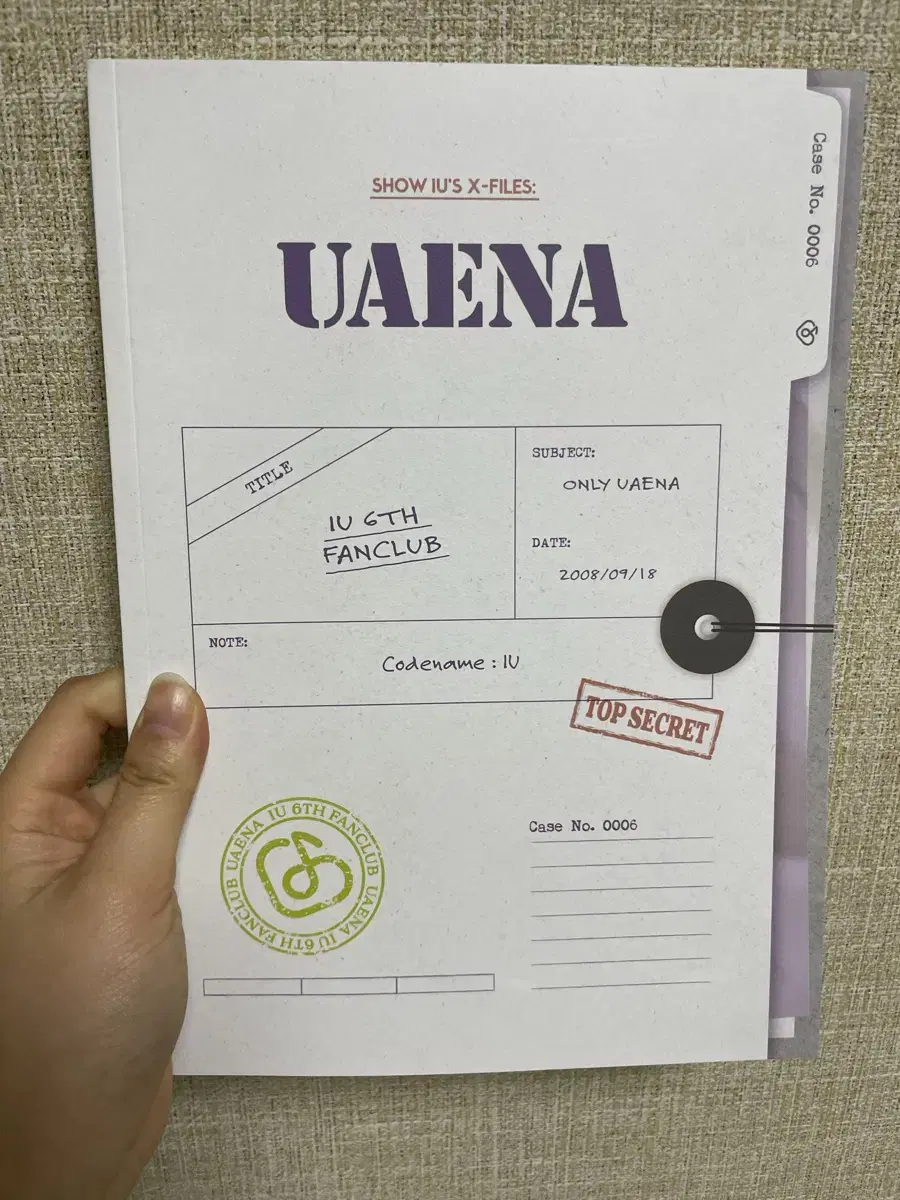 SHOW IU'S X-FILES:
UAENA
Case No. 0006
TITLE
IU 6TH
FANCLUB
SUBJECT:
ONLY UAENA
DATE:
2008/09/18
NOTE:
Codename : IU
TOP SECRET
UAENA IU 6TH FANCLUB UAENA IU 6TH FANCLUB
Case No. 0006